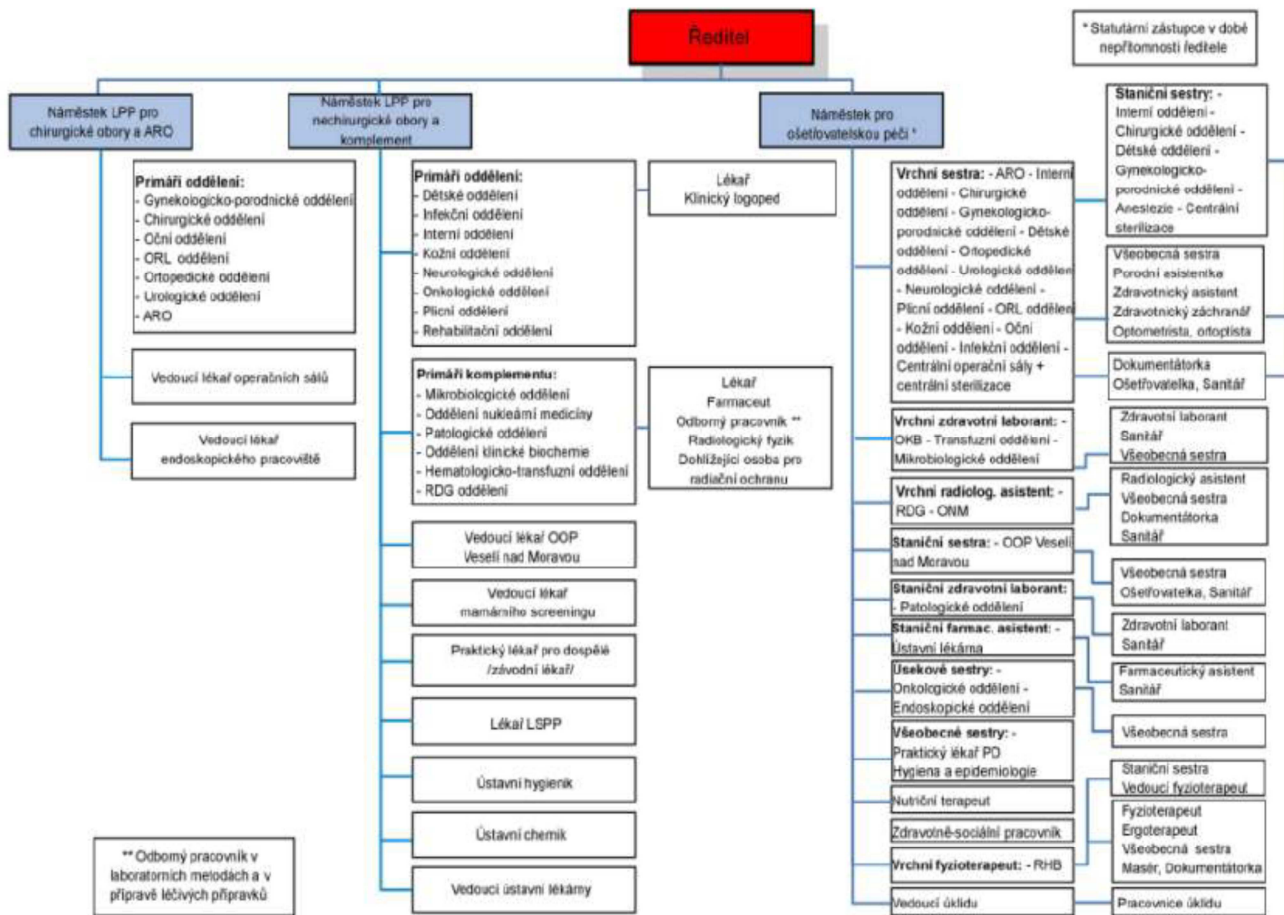 Ředitel
* Statutární zástupce v době
nepřítomnosti ředitele
Náměstek LPP pro
chirurgické obory a ARO
Náměstek LPP pro
nechirurgické obory a
komplement
Náměstek pro
ošetřovatelskou péči *
Primáři oddělení:
- Gynekologicko-porodnické oddělení
- Chirurgické oddělení
- Oční oddělení
- ORL oddělení
- Ortopedické oddělení
- Urologické oddělení
- ARO
Vedoucí lékař operačních sálů
Vedoucí lékař
endoskopického pracoviště
Primáři oddělení:
- Dětské oddělení
- Infekční oddělení
- Interní oddělení
- Kožní oddělení
- Neurologické oddělení
- Onkologické oddělení
- Plicní oddělení
- Rehabilitační oddělení
Lékař
Klinický logoped
Primáři komplementu:
- Mikrobiologické oddělení
- Oddělení nukleární medicíny
- Patologické oddělení
- Oddělení klinické biochemie
- Hematologicko-transfuzní oddělení
- RDG oddělení
Lékař
Farmaceut
Odborný pracovník **
Radiologický fyzik
Dohlížející osoba pro
radiační ochranu
Vedoucí lékař OOP
Veselí nad Moravou
Vedoucí lékař
mamárního screeningu
Praktický lékař pro dospělé
/závodní lékař/
Lékař LSPP
Ústavní hygienik
Ústavní chemik
Vedoucí ústavní lékárny
Vrchní sestra: - ARO - Interní
oddělení - Chirurgické
oddělení - Gynekologicko-
porodnické oddělení - Dětské
oddělení - Ortopedické
oddělení - Urologické oddělen
- Neurologické oddělení -
Plicní oddělení - ORL oddělení
- Kožní oddělení - Oční
oddělení - Infekční oddělení -
Centrální operační sály +
centrální sterilizace
Staniční sestry: -
Interní oddělení -
Chirurgické oddělení -
Dětské oddělení -
Gynekologicko-
porodnické oddělení -
Anestezie - Centrální
sterilizace
Všeobecná sestra
Porodní asistentka
Zdravotnický asistent
Zdravotnický záchranář
Optometrista, ortoptista
Dokumentátorka
Ošetřovatelka, Sanitář
Vrchní zdravotní laborant: -
OKB - Transfuzní oddělení -
Mikrobiologické oddělení
Zdravotní laborant
Sanitář
Všeobecná sestra
Vrchní radiolog. asistent: -
RDG - ONM
Radiologický asistent
Všeobecná sestra
Dokumentátorka
Sanitář
Staniční sestra: - OOP Veselí
nad Moravou
Všeobecná sestra
Ošetřovatelka, Sanitář
Staniční zdravotní laborant:
- Patologické oddělení
Zdravotní laborant
Sanitář
Staniční farmac. asistent: -
Ústavní lékárna
Farmaceutický asistent
Sanitář
Úsekové sestry: -
Onkologické oddělení -
Endoskopické oddělení
Všeobecná sestra
Všeobecné sestry: -
Praktický lékař PD
Hygiena a epidemiologie
Nutriční terapeut
Zdravotně-sociální pracovník
Vrchní fyzioterapeut: - RHB
Staniční sestra
Vedoucí fyzioterapeut
Fyzioterapeut
Ergoterapeut
Všeobecná sestra
Masér, Dokumentátorka
Vedoucí úklidu
Pracovnice úklidu
** Odborný pracovník v
laboratorních metodách a v
přípravě léčivých přípravků